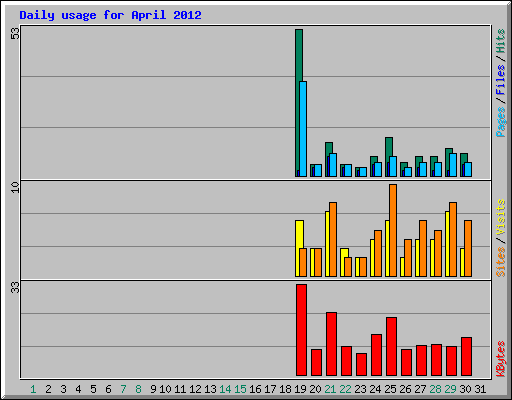 Daily usage for April 2012
53
Pages/Files/Hits
10
Sites/Visits
33
KBytes
1 2 3 4 5 6 7 8 9 10 11 12 13 14 15 16 17 18 19 20 21 22 23 24 25 26 27 28 29 30 31